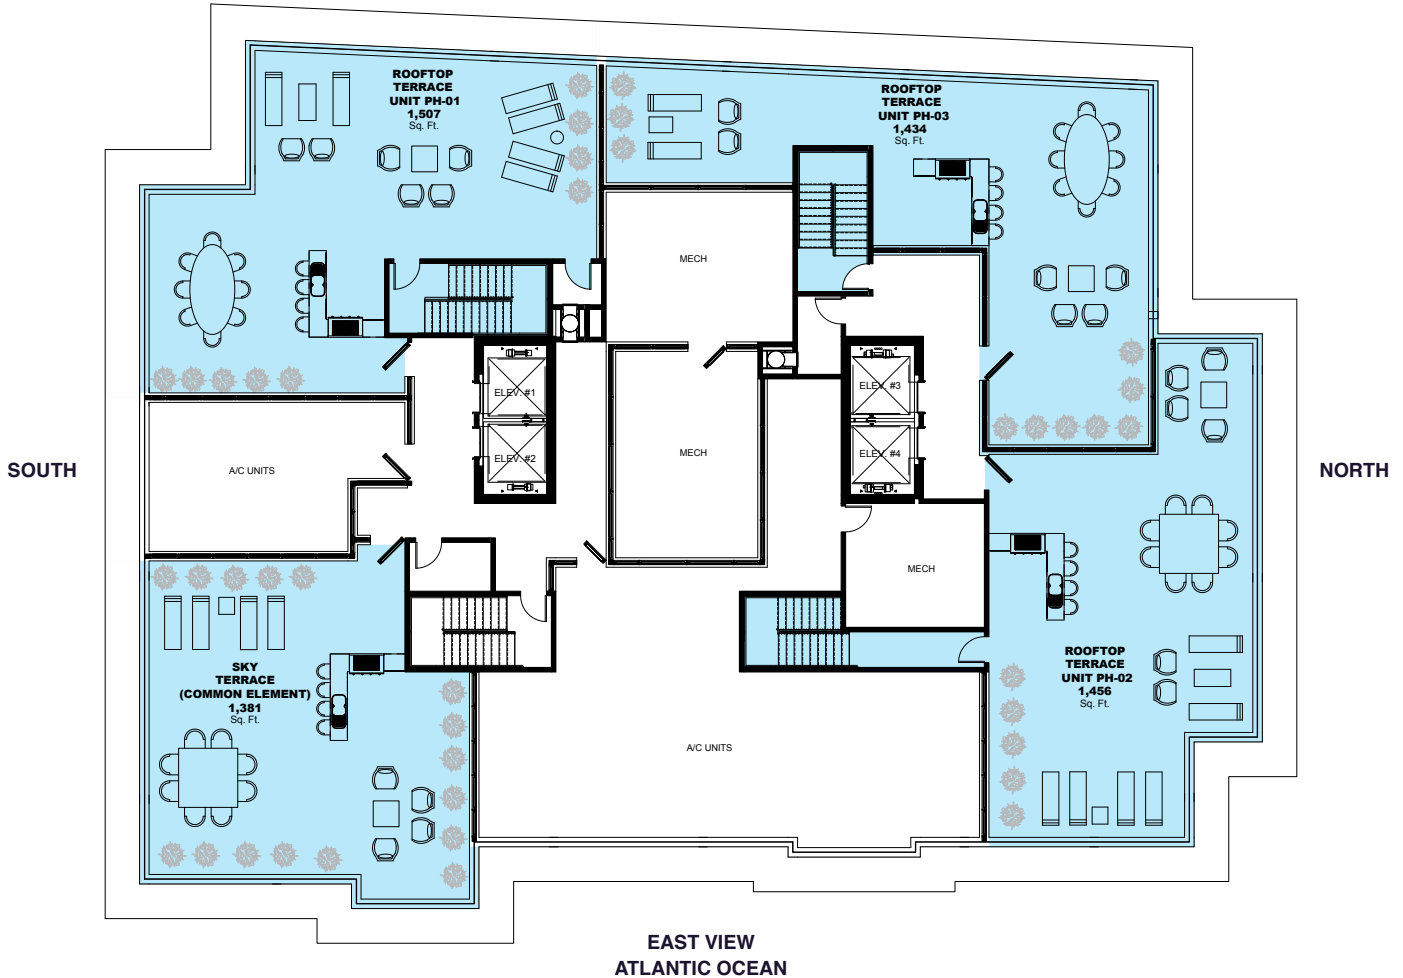 ROOFTOP
TERRACE
UNIT PH-01
1,507
Sq. Ft.
ROOFTOP
TERRACE
UNIT PH-03
1,434
Sq. Ft.
MECH
ELEV. #1
ELEV. #2
MECH
ELEV. #3
ELEV. #4
SOUTH
A/C UNITS
NORTH
MECH
SKY
TERRACE
(COMMON ELEMENT)
1,381
Sq. Ft.
ROOFTOP
TERRACE
UNIT PH-02
1,456
Sq. Ft.
A/C UNITS
EAST VIEW
ATLANTIC OCEAN